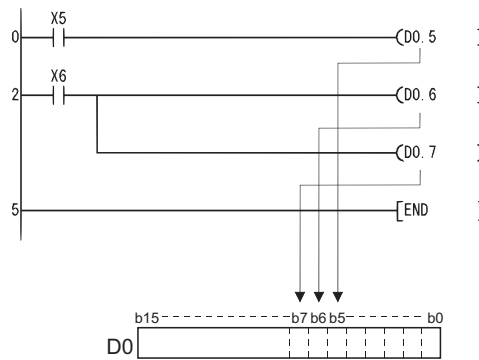 X5
0 (D0.5 )
X6
2 (D0.6 )
(D0.7 )
5 [END ]
b15 b7 b6 b5 b0
D0